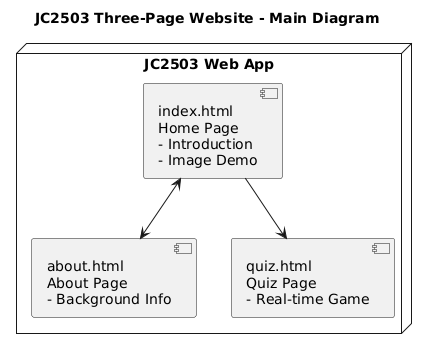 JC2503 Three-Page Website - Main Diagram
JC2503 Web App
index.html
Home Page
- Introduction
- Image Demo
about.html
About Page
- Background Info
quiz.html
Quiz Page
- Real-time Game